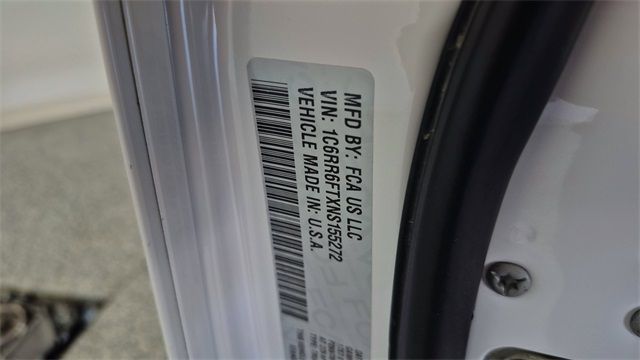 MFD BY: FCA US LLC
VIN: 1C6RR6FTXNS155272
VEHICLE MADE IN: U.S.A.